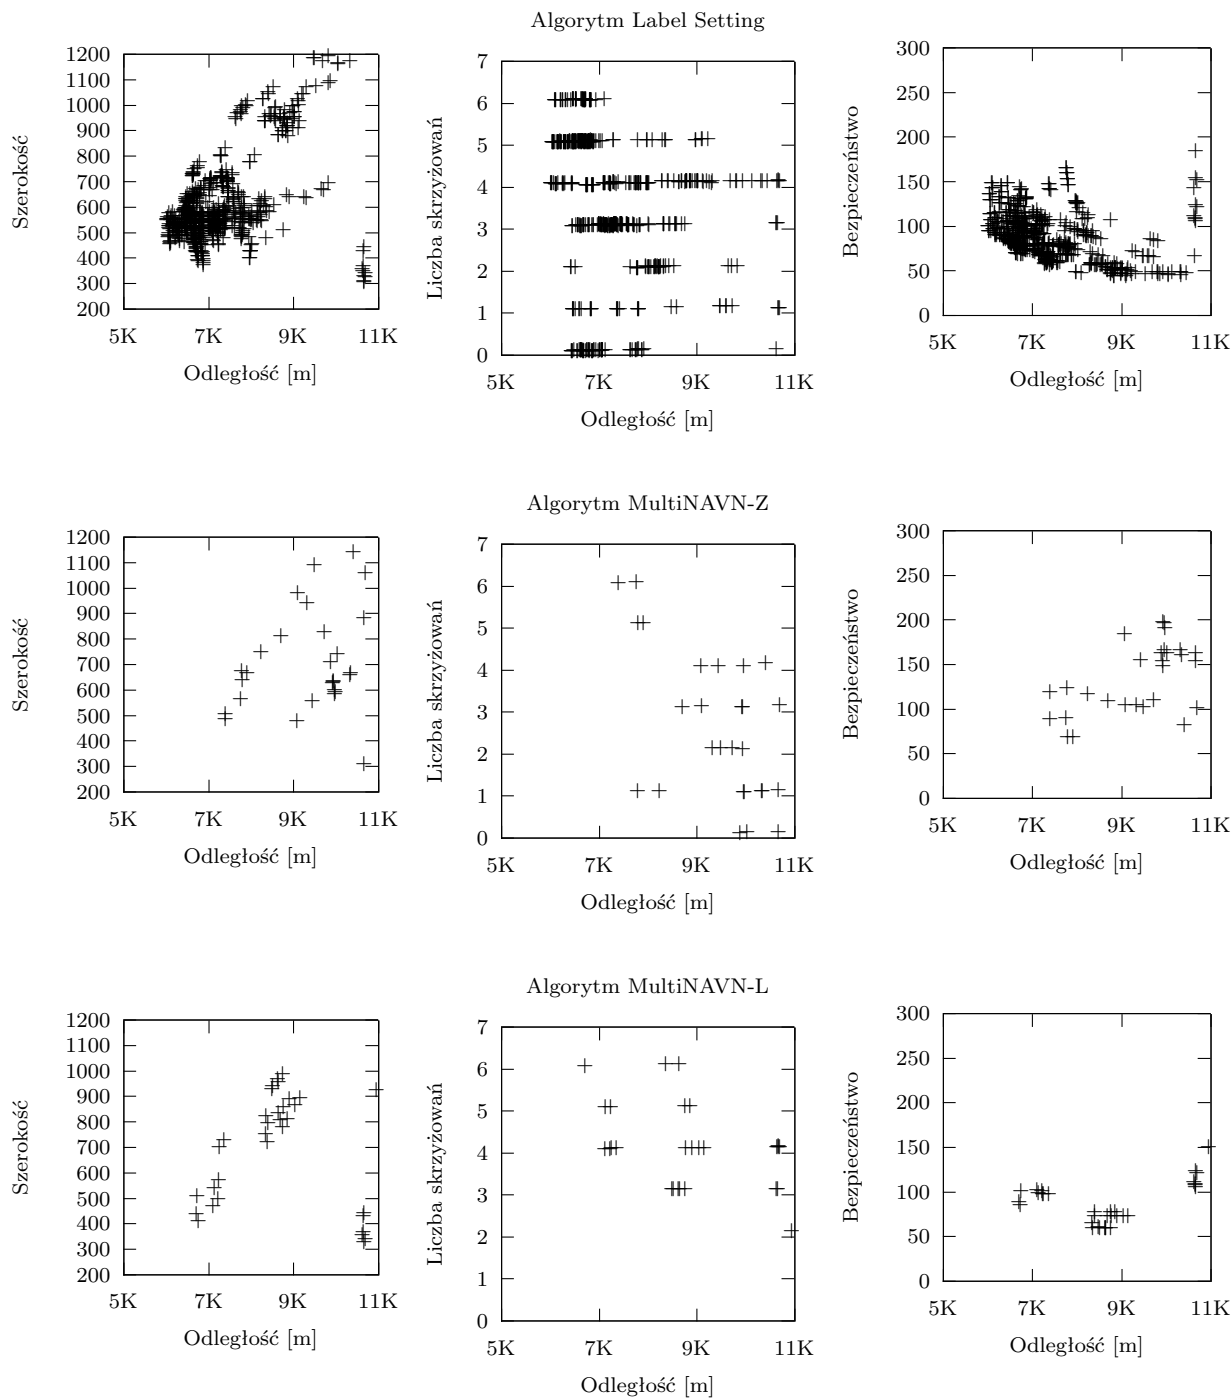 Algorytm Label Setting
Szerokość
1200
1100
1000
900
800
700
600
500
400
300
200
5K 7K 9K 11K
Odległość [m]
Liczba skrzyżowań
7
6
5
4
3
2
1
0
5K 7K 9K 11K
Odległość [m]
Bezpieczeństwo
300
250
200
150
100
50
0
5K 7K 9K 11K
Odległość [m]
Algorytm MultiNAVN-Z
Szerokość
1200
1100
1000
900
800
700
600
500
400
300
200
5K 7K 9K 11K
Odległość [m]
Liczba skrzyżowań
7
6
5
4
3
2
1
0
5K 7K 9K 11K
Odległość [m]
Bezpieczeństwo
300
250
200
150
100
50
0
5K 7K 9K 11K
Odległość [m]
Algorytm MultiNAVN-L
Szerokość
1200
1100
1000
900
800
700
600
500
400
300
200
5K 7K 9K 11K
Odległość [m]
Liczba skrzyżowań
7
6
5
4
3
2
1
0
5K 7K 9K 11K
Odległość [m]
Bezpieczeństwo
300
250
200
150
100
50
0
5K 7K 9K 11K
Odległość [m]